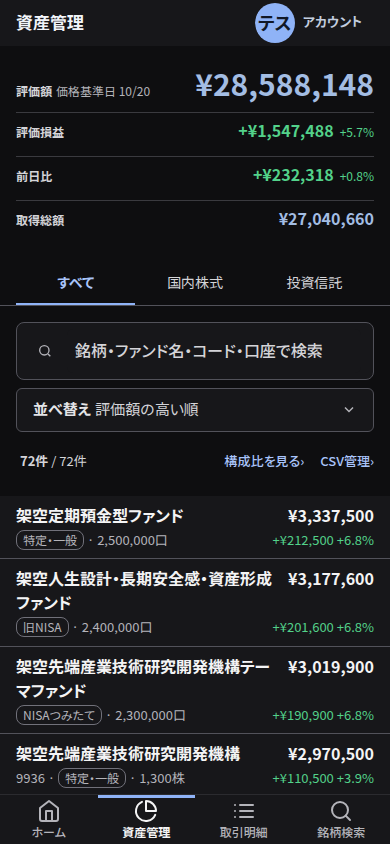 資産管理
テス アカウント
評価額 価格基準日 10/20 ¥28,588,148
評価損益 +¥1,547,488 +5.7%
前日比 +¥232,318 +0.8%
取得総額 ¥27,040,660
すべて 国内株式 投資信託
銘柄・ファンド名・コード・口座で検索
並べ替え 評価額の高い順
72件 / 72件 構成比を見る› CSV管理›
架空定期預金型ファンド ¥3,337,500
特定・一般 · 2,500,000口 +¥212,500 +6.8%
架空人生設計・長期安全感・資産形成 ¥3,177,600
ファンド
旧NISA · 2,400,000口 +¥201,600 +6.8%
架空先端産業技術研究開発機構テー ¥3,019,900
マファンド
NISAつみたて · 2,300,000口 +¥190,900 +6.8%
架空先端産業技術研究開発機構 ¥2,970,500
9936 · 特定・一般 · 1,300株 +¥110,500 +3.9%
ホーム 資産管理 取引明細 銘柄検索